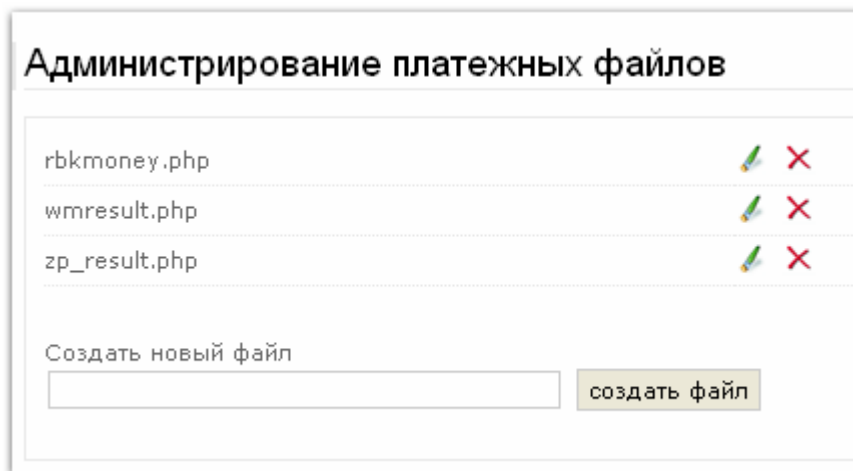 Администрирование платежных файлов
rbkmoney.php
wmresult.php
zp_result.php
Создать новый файл
создать файл